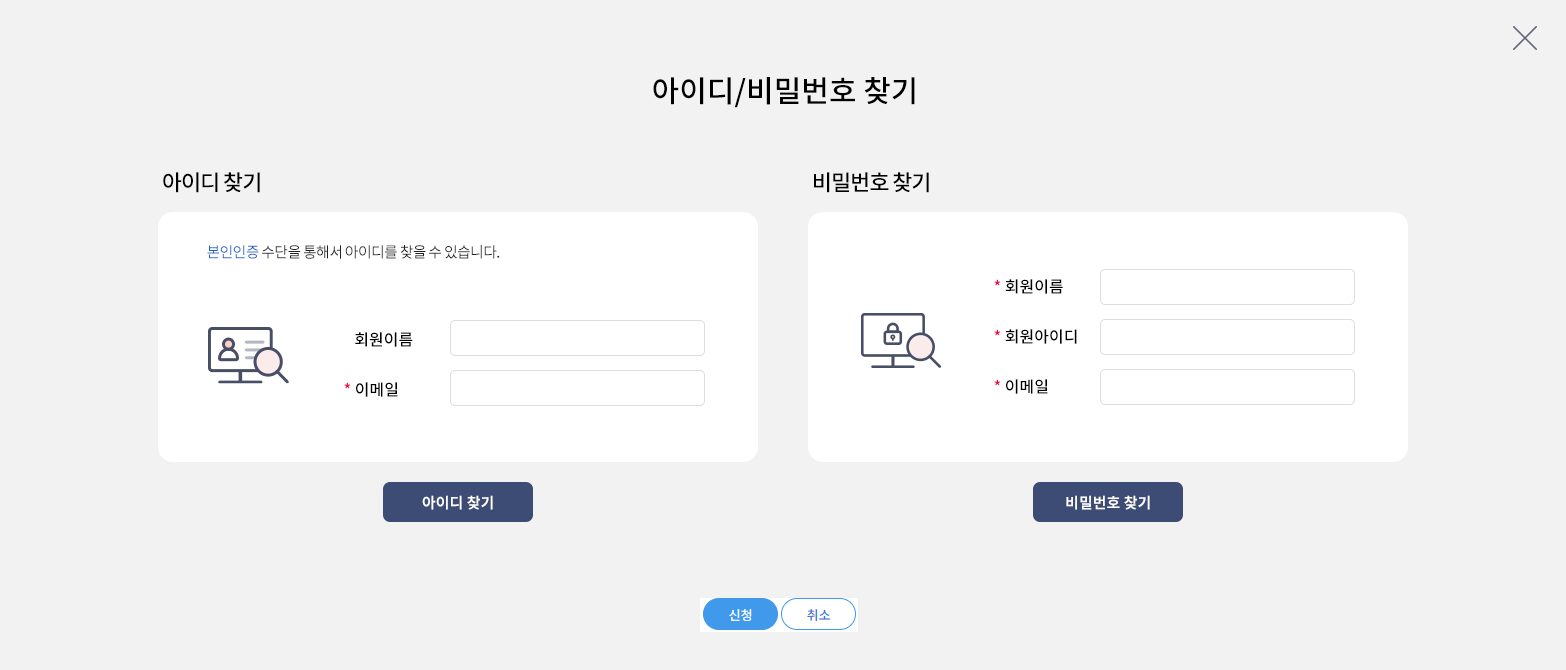 아이디/비밀번호 찾기
아이디 찾기
본인인증 수단을 통해서 아이디를 찾을 수 있습니다.
회원이름
* 이메일
아이디 찾기
비밀번호 찾기
* 회원이름
* 회원아이디
* 이메일
비밀번호 찾기
신청 취소